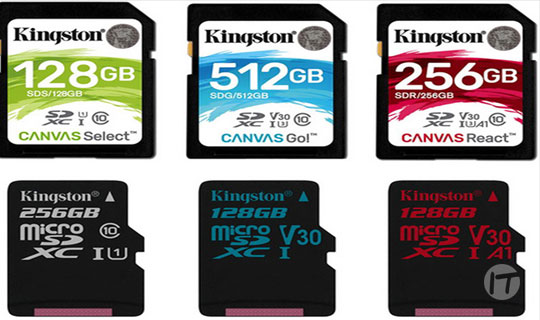 Kingston®
128GB
SDS/128GB
SD XC I U1 10
CANVAS Select™
Kingston®
512GB
SDG/512GB
SD XC V30 I U3 10
CANVAS Go!™
Kingston®
256GB
SDR/256GB
SD XC V30 I U3 A1 10
CANVAS React™
Kingston®
256GB
micro SD 10
XC I U1
Kingston®
128GB
micro SD V30
XC I
Kingston®
128GB
micro SD V30
XC I A1
IT